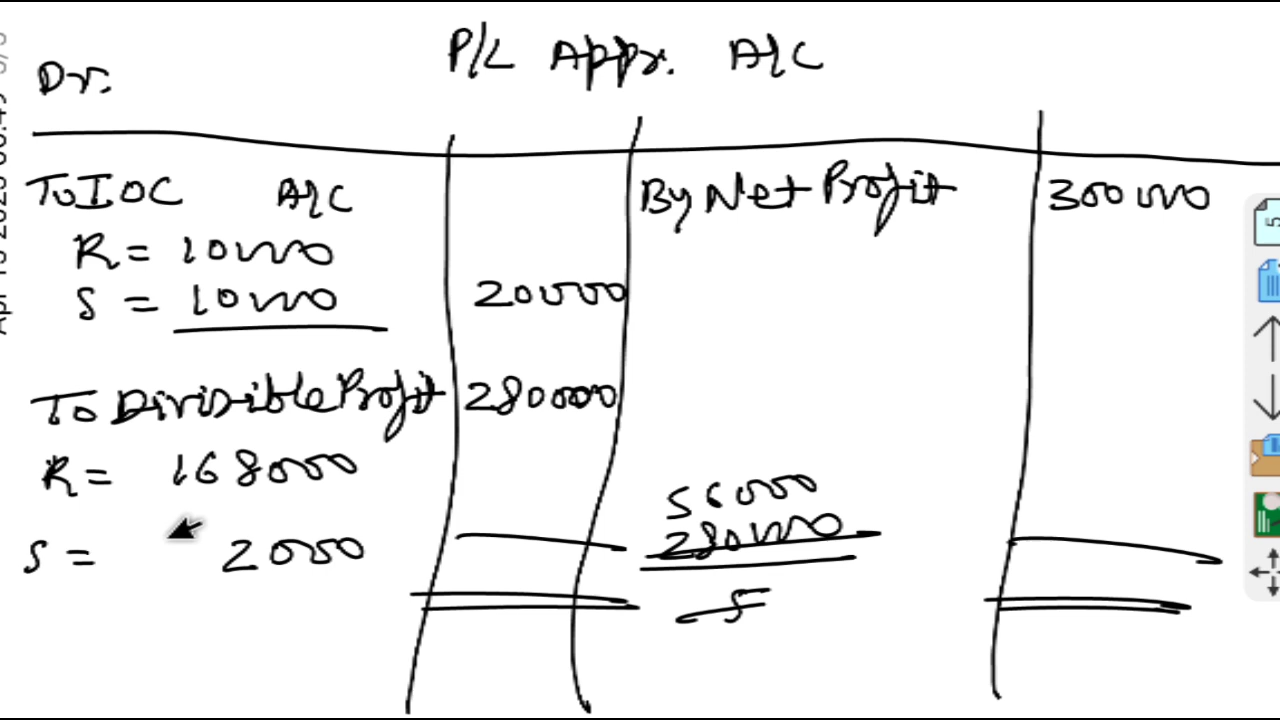 P/L Appr. A/C
Dr.
To IOC A/C
By Net Profit 300000
R = 10000
S = 10000 20000
To Divisible Profit 280000
R = 168000
56000
280000
S = 2000
5